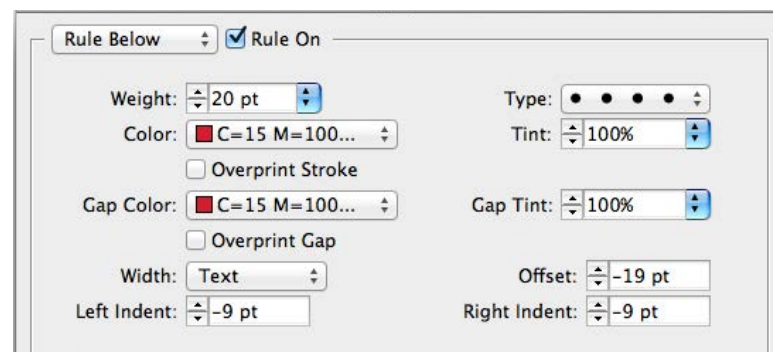 Rule Below Rule On
Weight: 20 pt Type:
Color: C=15 M=100... Tint: 100%
Overprint Stroke
Gap Color: C=15 M=100... Gap Tint: 100%
Overprint Gap
Width: Text Offset: -19 pt
Left Indent: -9 pt Right Indent: -9 pt